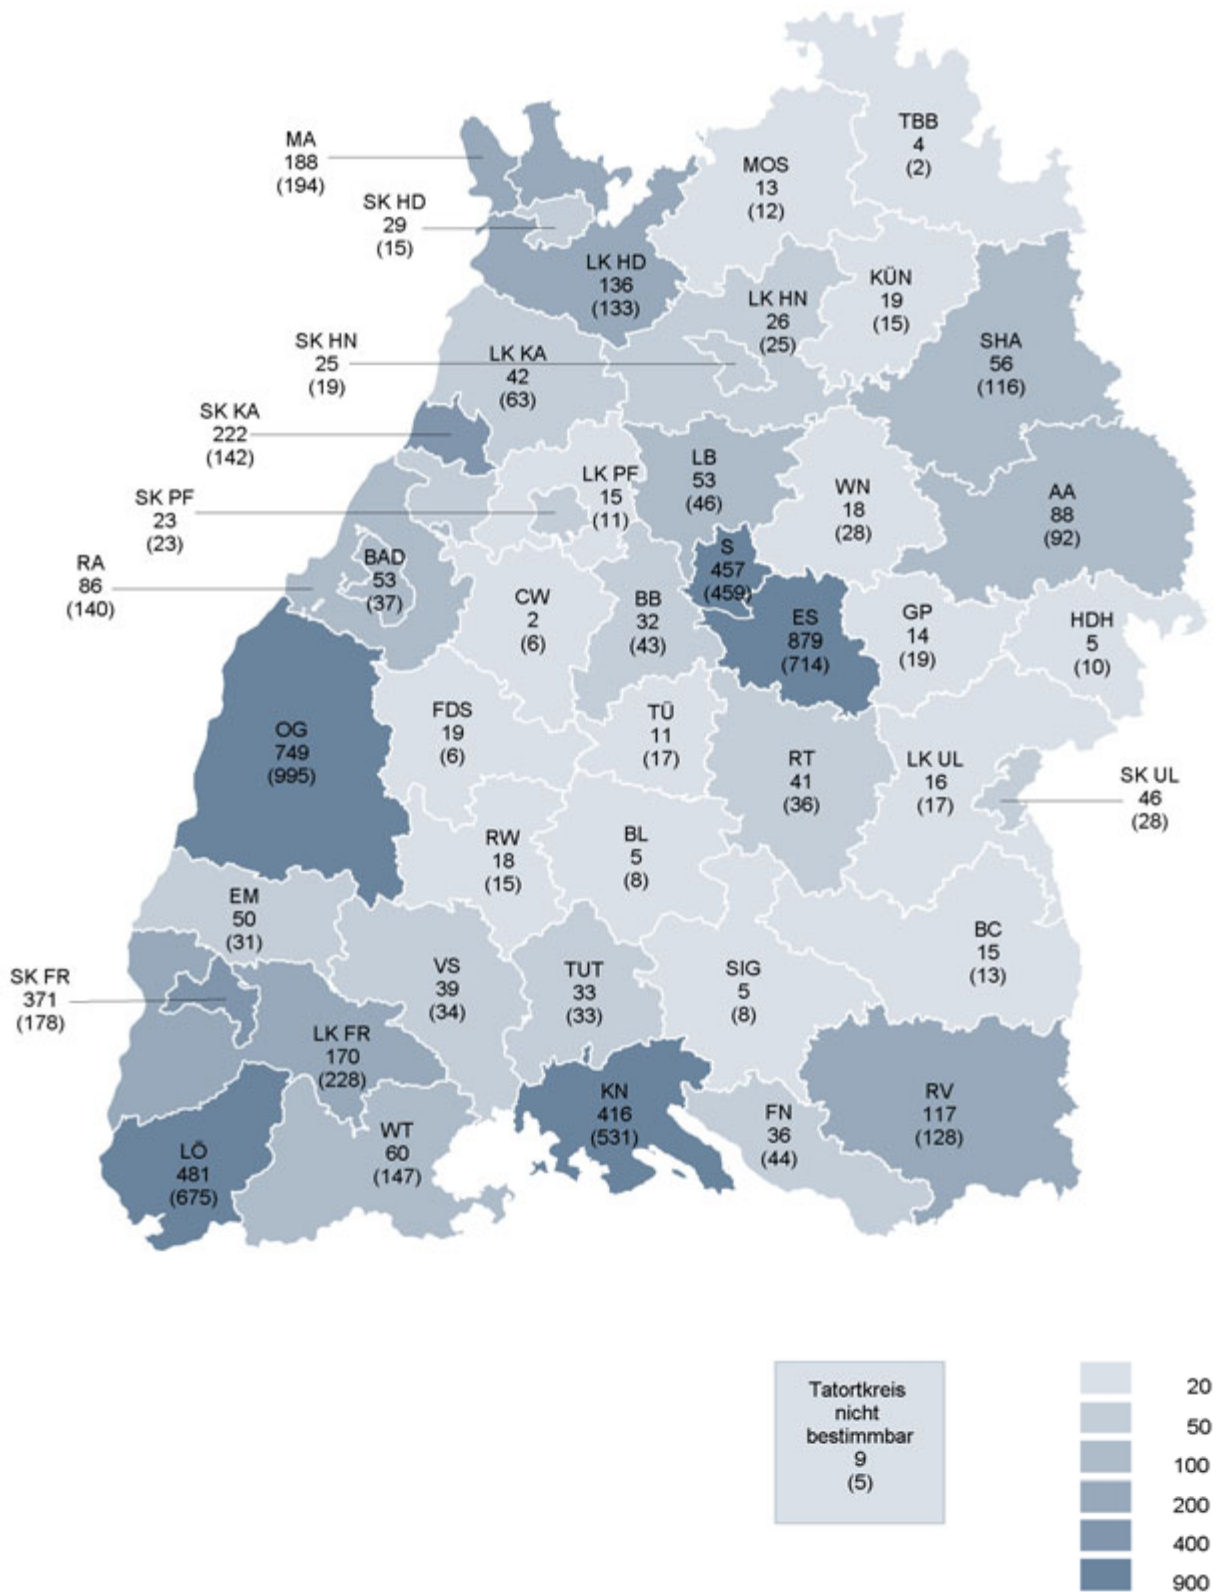 TBB
4
(2)
MA
188
(194)
MOS
13
(12)
SK HD
29
(15)
LK HD
136
(133)
KÜN
19
(15)
LK HN
26
(25)
SK HN
25
(19)
LK KA
42
(63)
SHA
56
(116)
SK KA
222
(142)
LB
53
(46)
LK PF
15
(11)
WN
18
(28)
AA
88
(92)
SK PF
23
(23)
S
457
(459)
RA
86
(140)
BAD
53
(37)
CW
2
(6)
BB
32
(43)
ES
879
(714)
GP
14
(19)
HDH
5
(10)
OG
749
(995)
FDS
19
(6)
TÜ
11
(17)
RT
41
(36)
LK UL
16
(17)
SK UL
46
(28)
RW
18
(15)
BL
5
(8)
EM
50
(31)
BC
15
(13)
SK FR
371
(178)
VS
39
(34)
TUT
33
(33)
SIG
5
(8)
LK FR
170
(228)
KN
416
(531)
RV
117
(128)
FN
36
(44)
WT
60
(147)
LÖ
481
(675)
Tatortkreis
nicht
bestimmbar
9
(5)
20
50
100
200
400
900